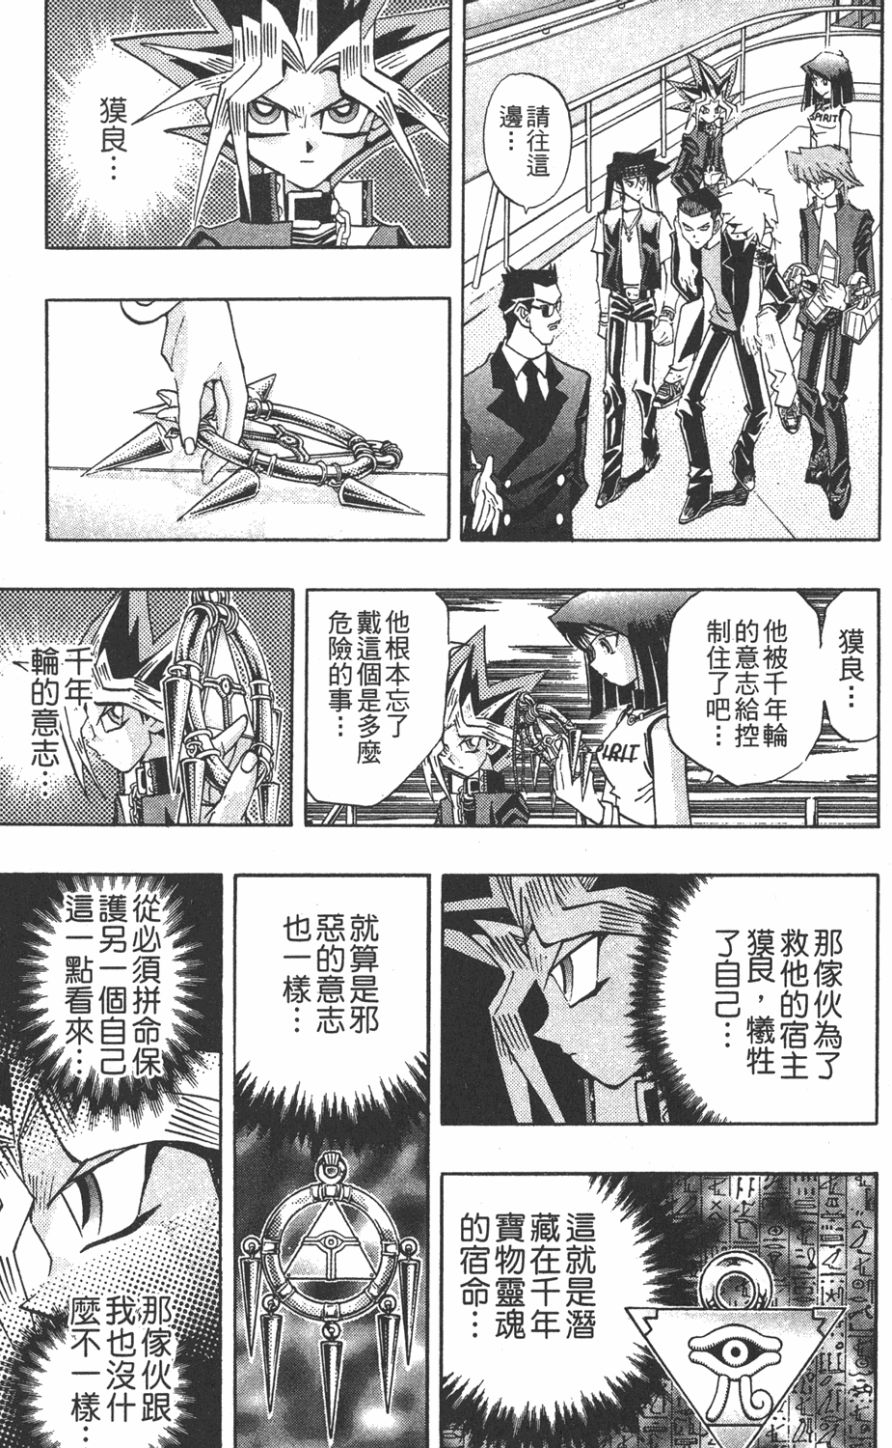 請往這
邊…
SPIRIT
獏良…
獏良…
他被千年輪
的意志給控
制住了吧…
他根本忘了
戴這個是多麼
危險的事…
PIRIT
千年
輪的意志…
那傢伙為了
救他的宿主
獏良，犧牲
了自己…
就算是邪
惡的意志
也一樣…
從必須拼命保
護另一個自己
這一點看來…
這就是潛
藏在千年
寶物靈魂
的宿命…
那傢伙跟
我也沒什
麼不一樣…